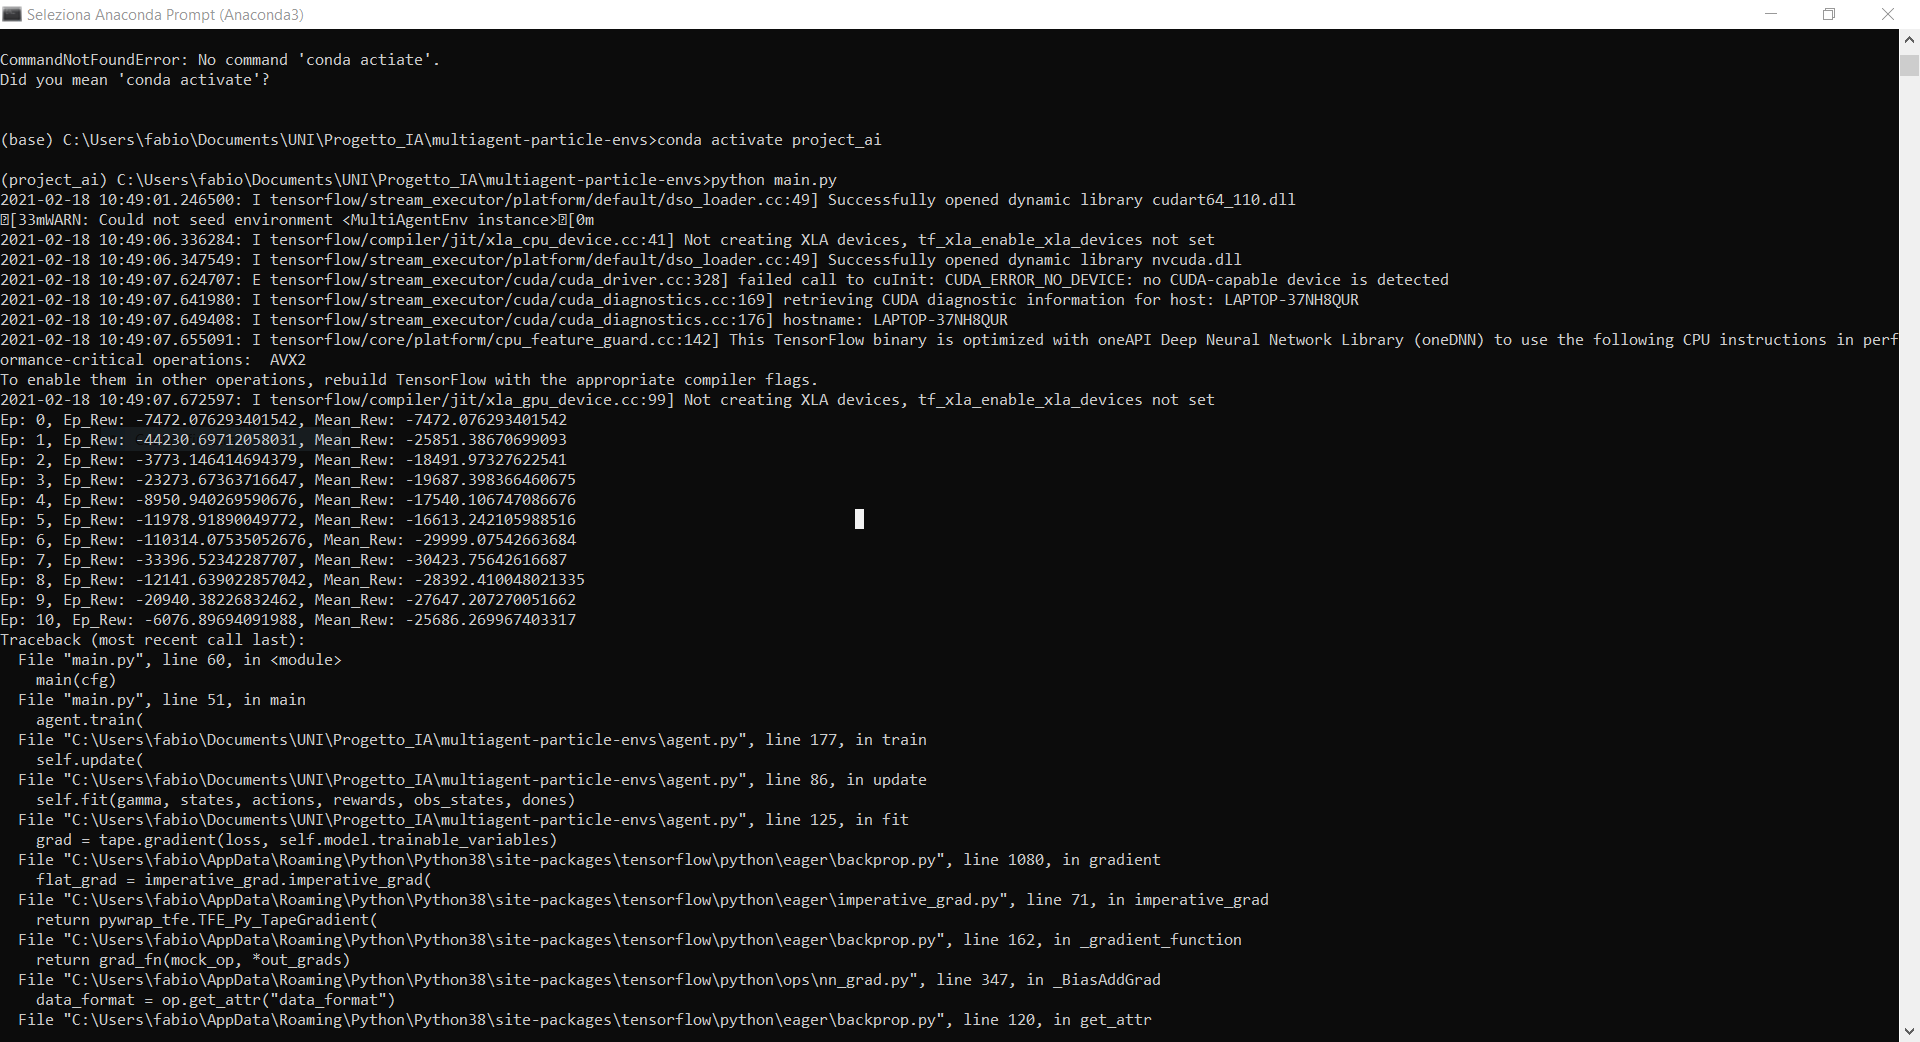 Seleziona Anaconda Prompt (Anaconda3)
CommandNotFoundError: No command 'conda actiate'.
Did you mean 'conda activate'?
(base) C:\Users\fabio\Documents\UNI\Progetto_IA\multiagent-particle-envs>conda activate project_ai
(project_ai) C:\Users\fabio\Documents\UNI\Progetto_IA\multiagent-particle-envs>python main.py
2021-02-18 10:49:01.246500: I tensorflow/stream_executor/platform/default/dso_loader.cc:49] Successfully opened dynamic library cudart64_110.dll
[33mWARN: Could not seed environment <MultiAgentEnv instance>[0m
2021-02-18 10:49:06.336284: I tensorflow/compiler/jit/xla_cpu_device.cc:41] Not creating XLA devices, tf_xla_enable_xla_devices not set
2021-02-18 10:49:06.347549: I tensorflow/stream_executor/platform/default/dso_loader.cc:49] Successfully opened dynamic library nvcuda.dll
2021-02-18 10:49:07.624707: E tensorflow/stream_executor/cuda/cuda_driver.cc:328] failed call to cuInit: CUDA_ERROR_NO_DEVICE: no CUDA-capable device is detected
2021-02-18 10:49:07.641980: I tensorflow/stream_executor/cuda/cuda_diagnostics.cc:169] retrieving CUDA diagnostic information for host: LAPTOP-37NH8QUR
2021-02-18 10:49:07.649408: I tensorflow/stream_executor/cuda/cuda_diagnostics.cc:176] hostname: LAPTOP-37NH8QUR
2021-02-18 10:49:07.655091: I tensorflow/core/platform/cpu_feature_guard.cc:142] This TensorFlow binary is optimized with oneAPI Deep Neural Network Library (oneDNN) to use the following CPU instructions in perf
ormance-critical operations:  AVX2
To enable them in other operations, rebuild TensorFlow with the appropriate compiler flags.
2021-02-18 10:49:07.672597: I tensorflow/compiler/jit/xla_gpu_device.cc:99] Not creating XLA devices, tf_xla_enable_xla_devices not set
Ep: 0, Ep_Rew: -7472.076293401542, Mean_Rew: -7472.076293401542
Ep: 1, Ep_Rew: -44230.69712058031, Mean_Rew: -25851.38670699093
Ep: 2, Ep_Rew: -3773.146414694379, Mean_Rew: -18491.97327622541
Ep: 3, Ep_Rew: -23273.67363716647, Mean_Rew: -19687.398366460675
Ep: 4, Ep_Rew: -8950.940269590676, Mean_Rew: -17540.106747086676
Ep: 5, Ep_Rew: -11978.91890049772, Mean_Rew: -16613.242105988516
Ep: 6, Ep_Rew: -110314.07535052676, Mean_Rew: -29999.07542663684
Ep: 7, Ep_Rew: -33396.52342287707, Mean_Rew: -30423.75642616687
Ep: 8, Ep_Rew: -12141.639022857042, Mean_Rew: -28392.410048021335
Ep: 9, Ep_Rew: -20940.38226832462, Mean_Rew: -27647.207270051662
Ep: 10, Ep_Rew: -6076.89694091988, Mean_Rew: -25686.269967403317
Traceback (most recent call last):
  File "main.py", line 60, in <module>
    main(cfg)
  File "main.py", line 51, in main
    agent.train(
  File "C:\Users\fabio\Documents\UNI\Progetto_IA\multiagent-particle-envs\agent.py", line 177, in train
    self.update(
  File "C:\Users\fabio\Documents\UNI\Progetto_IA\multiagent-particle-envs\agent.py", line 86, in update
    self.fit(gamma, states, actions, rewards, obs_states, dones)
  File "C:\Users\fabio\Documents\UNI\Progetto_IA\multiagent-particle-envs\agent.py", line 125, in fit
    grad = tape.gradient(loss, self.model.trainable_variables)
  File "C:\Users\fabio\AppData\Roaming\Python\Python38\site-packages\tensorflow\python\eager\backprop.py", line 1080, in gradient
    flat_grad = imperative_grad.imperative_grad(
  File "C:\Users\fabio\AppData\Roaming\Python\Python38\site-packages\tensorflow\python\eager\imperative_grad.py", line 71, in imperative_grad
    return pywrap_tfe.TFE_Py_TapeGradient(
  File "C:\Users\fabio\AppData\Roaming\Python\Python38\site-packages\tensorflow\python\eager\backprop.py", line 162, in _gradient_function
    return grad_fn(mock_op, *out_grads)
  File "C:\Users\fabio\AppData\Roaming\Python\Python38\site-packages\tensorflow\python\ops\nn_grad.py", line 347, in _BiasAddGrad
    data_format = op.get_attr("data_format")
  File "C:\Users\fabio\AppData\Roaming\Python\Python38\site-packages\tensorflow\python\eager\backprop.py", line 120, in get_attr